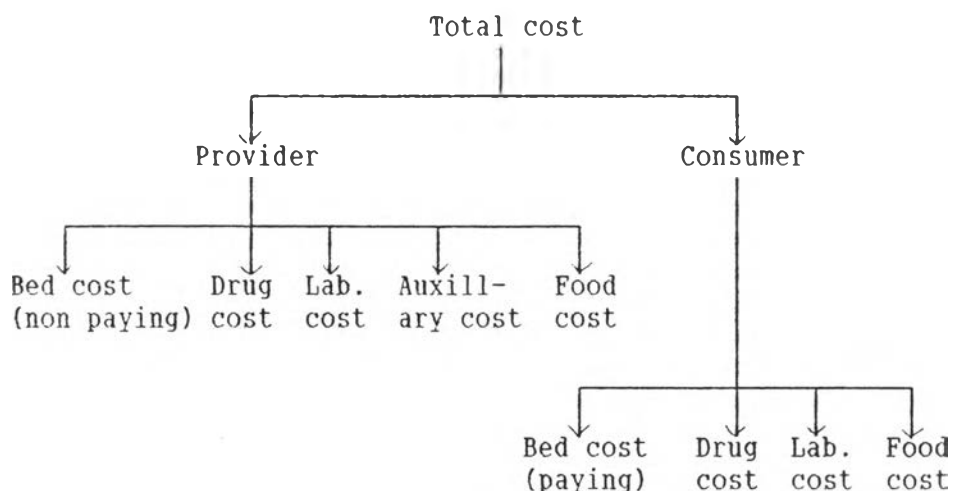 Total cost
Provider
Consumer
Bed cost
(non paying)
Drug
cost
Lab.
cost
Auxill-
ary cost
Food
cost
Bed cost
(paying)
Drug
cost
Lab.
cost
Food
cost